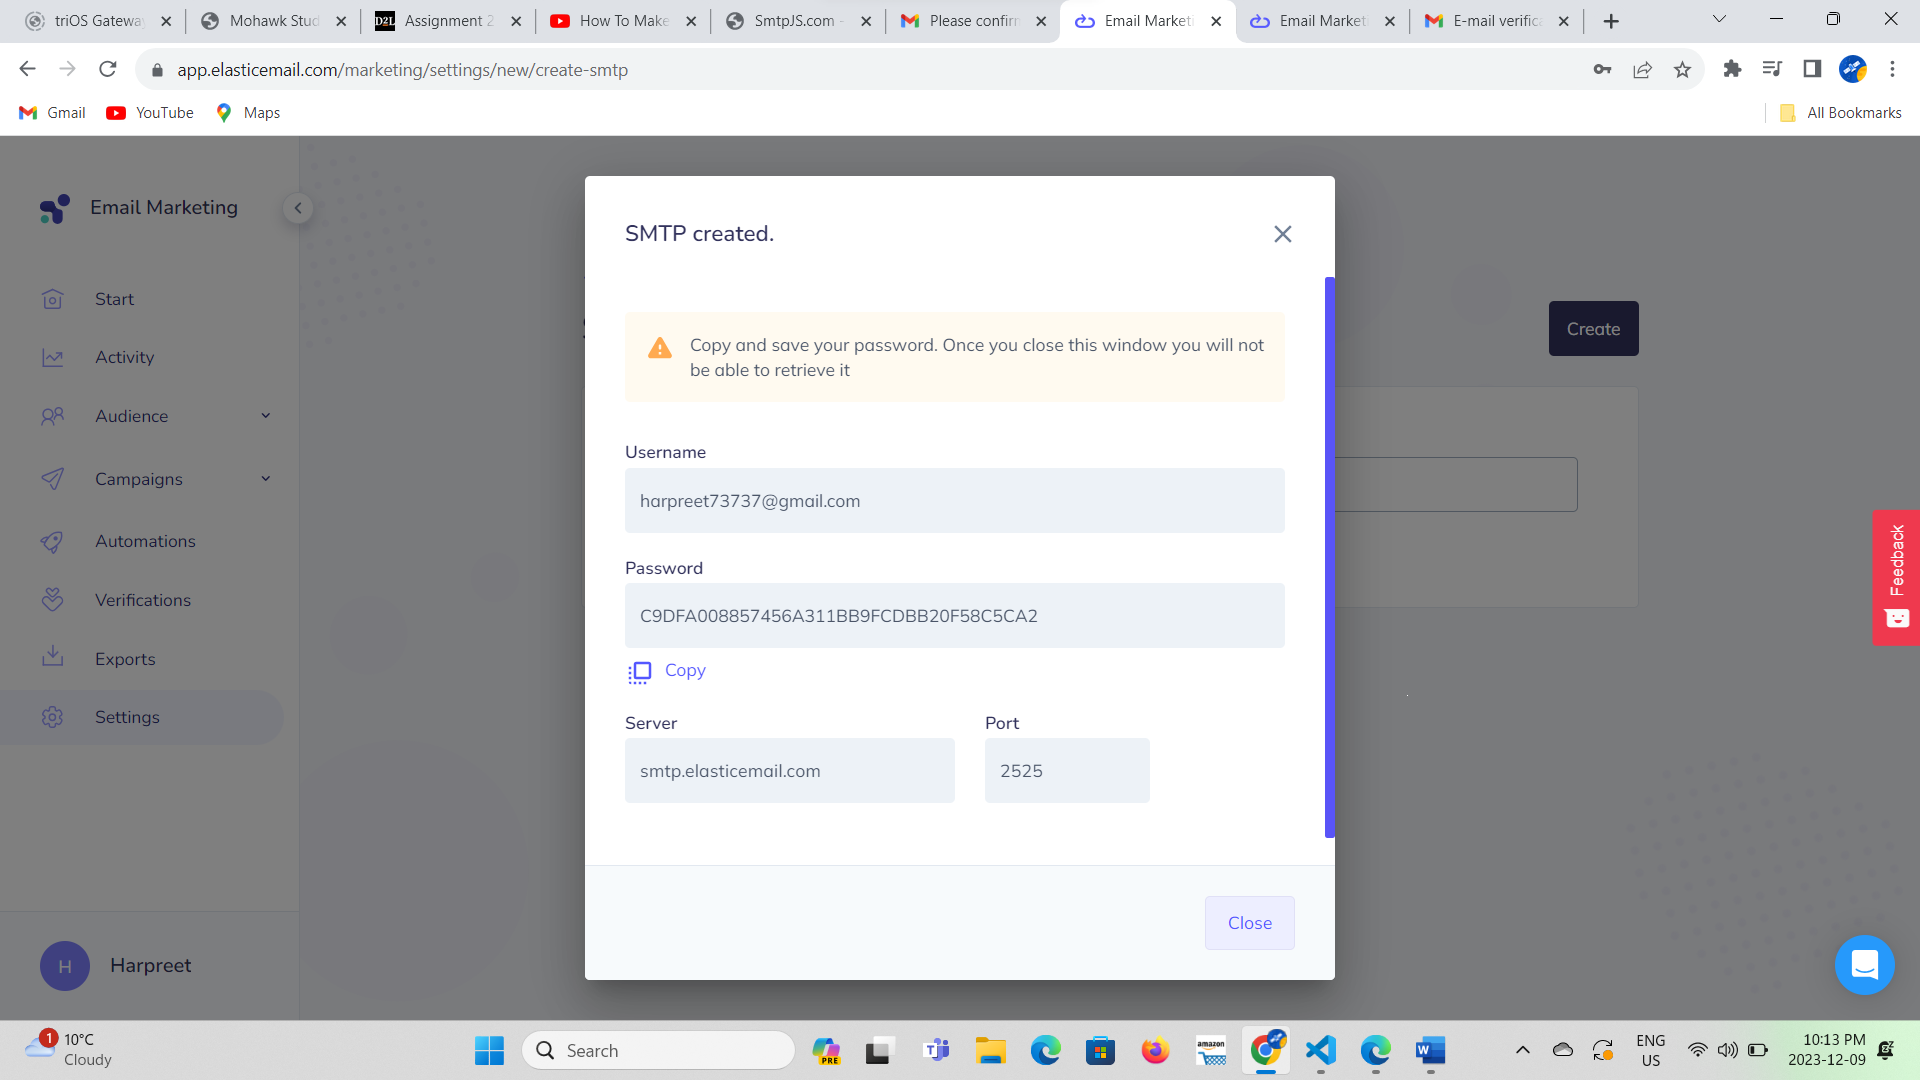 triOS Gateway
Mohawk Stud
D2L Assignment 2
How To Make
SmtpJS.com -
Please confirm
Email Marketi
Email Marketi
E-mail verifica
app.elasticemail.com/marketing/settings/new/create-smtp
Gmail
YouTube
Maps
All Bookmarks
Email Marketing
Start
Activity
Audience
Campaigns
Automations
Verifications
Exports
Settings
H
Harpreet
Create
SMTP created.
Copy and save your password. Once you close this window you will not
be able to retrieve it
Username
harpreet73737@gmail.com
Password
C9DFA008857456A311BB9FCDBB20F58C5CA2
Copy
Server
Port
smtp.elasticemail.com
2525
Close
Feedback
1
10°C
Cloudy
Search
PRE
amazon
ENG
US
10:13 PM
2023-12-09